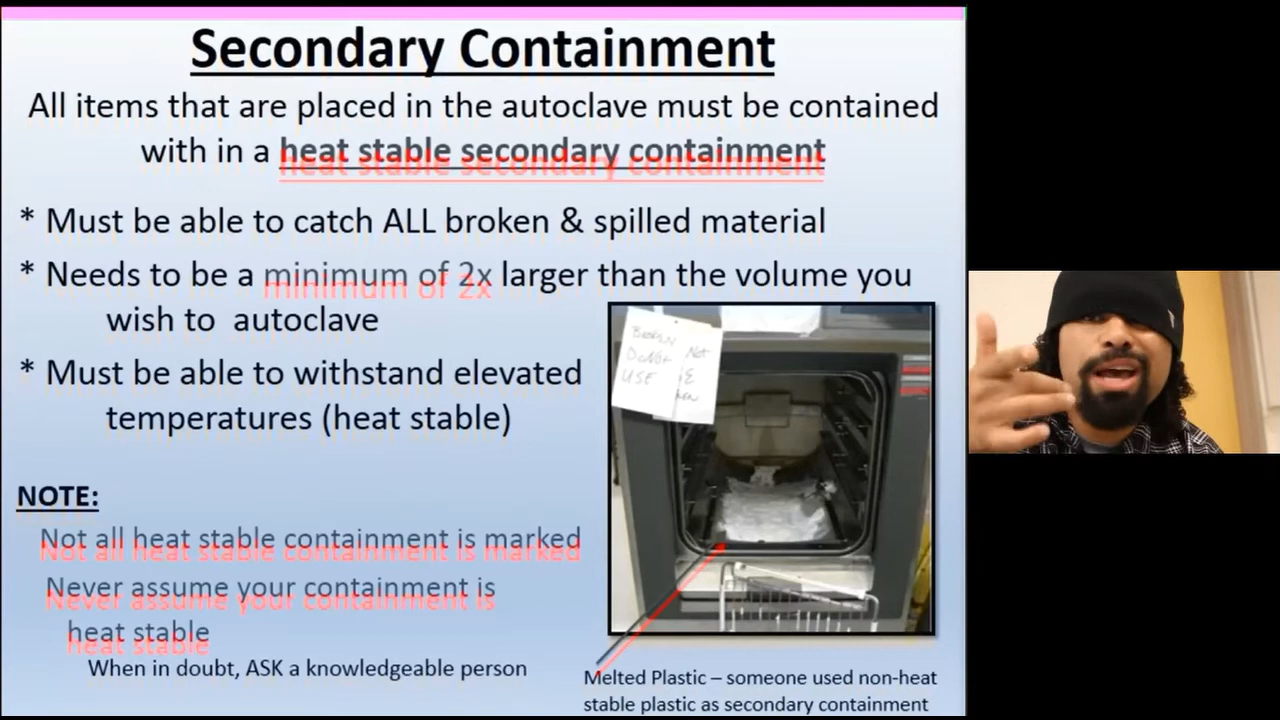 Secondary Containment
All items that are placed in the autoclave must be contained
with in a heat stable secondary containment
* Must be able to catch ALL broken & spilled material
* Needs to be a minimum of 2x larger than the volume you
wish to autoclave
* Must be able to withstand elevated
temperatures (heat stable)
Broken
Do Not
USE
Not
NOTE:
Not all heat stable containment is marked
Never assume your containment is
heat stable
When in doubt, ASK a knowledgeable person
Melted Plastic – someone used non-heat
stable plastic as secondary containment